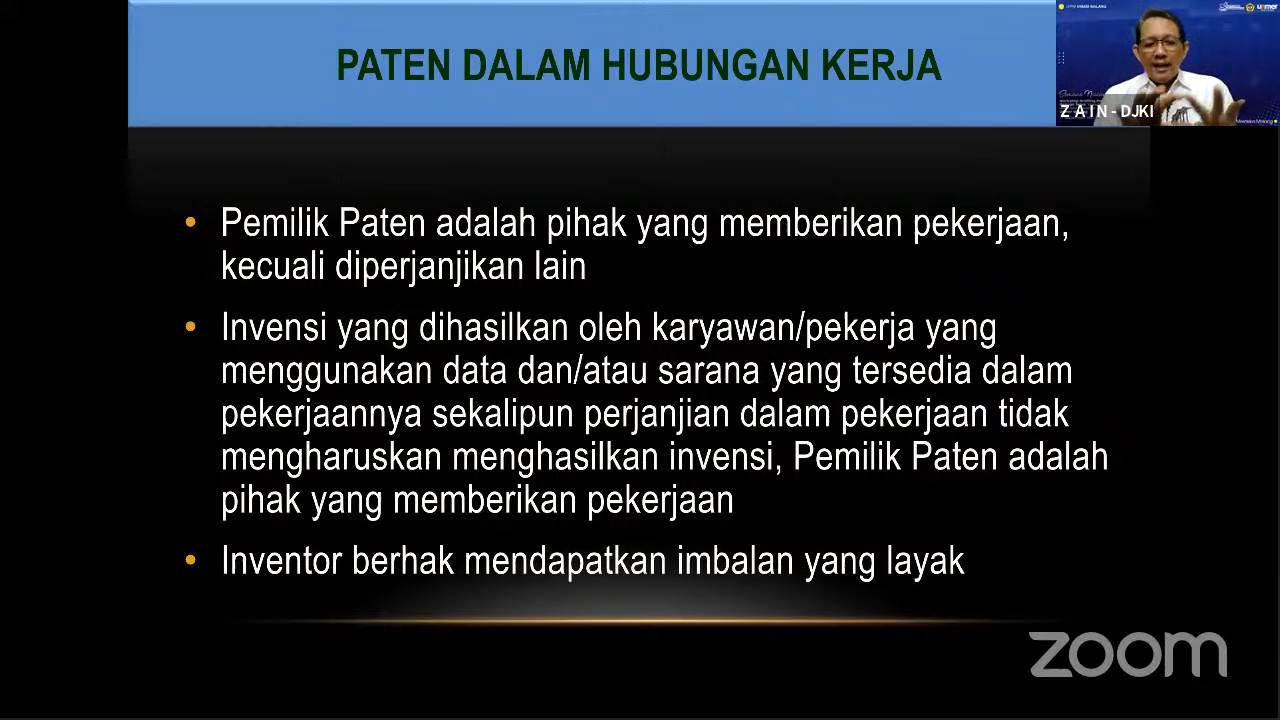 PATEN DALAM HUBUNGAN KERJA
Z A I N - DJKI
• Pemilik Paten adalah pihak yang memberikan pekerjaan,
kecuali diperjanjikan lain
• Invensi yang dihasilkan oleh karyawan/pekerja yang
menggunakan data dan/atau sarana yang tersedia dalam
pekerjaannya sekalipun perjanjian dalam pekerjaan tidak
mengharuskan menghasilkan invensi, Pemilik Paten adalah
pihak yang memberikan pekerjaan
• Inventor berhak mendapatkan imbalan yang layak
zoom